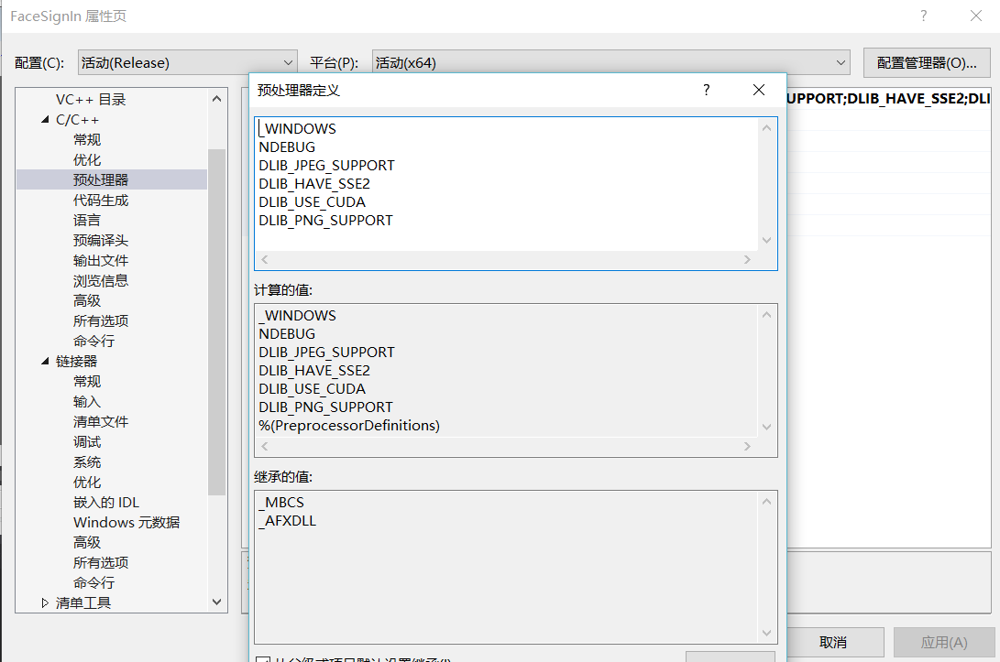 FaceSignIn 属性页
配置(C):
活动(Release)
平台(P):
活动(x64)
配置管理器(O)...
VC++ 目录
C/C++
常规
优化
预处理器
代码生成
语言
预编译头
输出文件
浏览信息
高级
所有选项
命令行
链接器
常规
输入
清单文件
调试
系统
优化
嵌入的 IDL
Windows 元数据
高级
所有选项
命令行
清单工具
UPPORT;DLIB_HAVE_SSE2;DLI
预处理器定义
_WINDOWS
NDEBUG
DLIB_JPEG_SUPPORT
DLIB_HAVE_SSE2
DLIB_USE_CUDA
DLIB_PNG_SUPPORT
计算的值:
_WINDOWS
NDEBUG
DLIB_JPEG_SUPPORT
DLIB_HAVE_SSE2
DLIB_USE_CUDA
DLIB_PNG_SUPPORT
%(PreprocessorDefinitions)
继承的值:
_MBCS
_AFXDLL
取消
应用(A)